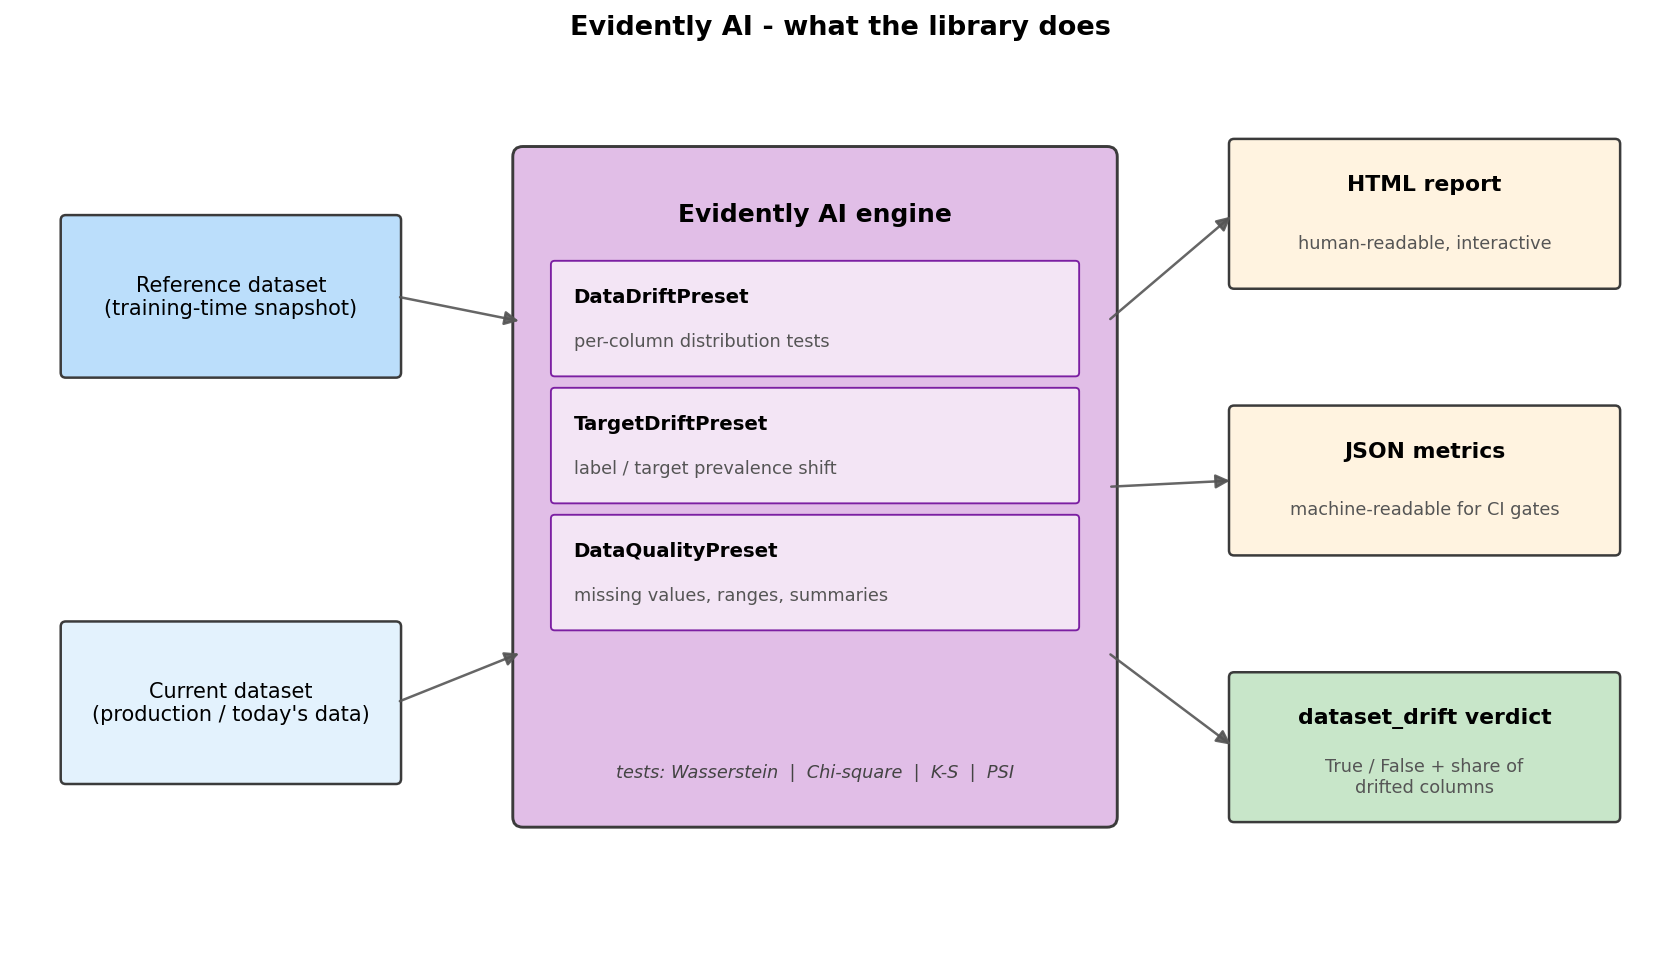 Evidently AI - what the library does
Reference dataset
(training-time snapshot)
Current dataset
(production / today's data)
Evidently AI engine
DataDriftPreset
per-column distribution tests
TargetDriftPreset
label / target prevalence shift
DataQualityPreset
missing values, ranges, summaries
tests: Wasserstein | Chi-square | K-S | PSI
HTML report
human-readable, interactive
JSON metrics
machine-readable for CI gates
dataset_drift verdict
True / False + share of
drifted columns